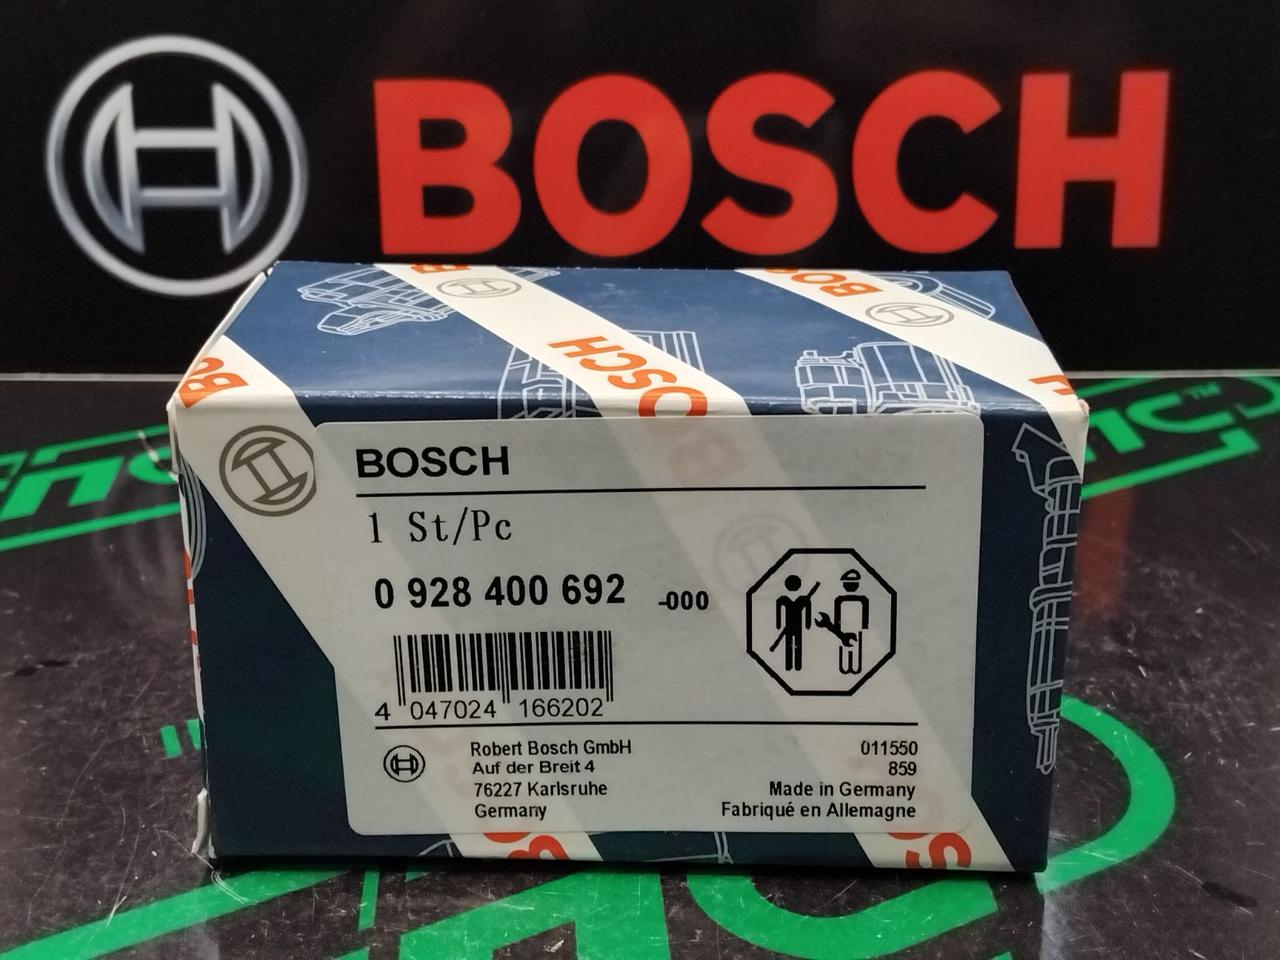 BOSCH
BOSCH
BOSCH
1 St/Pc
0 928 400 692 -000
4 047024 166202
Robert Bosch GmbH
Auf der Breit 4
76227 Karlsruhe
Germany
011550
859
Made in Germany
Fabriqué en Allemagne